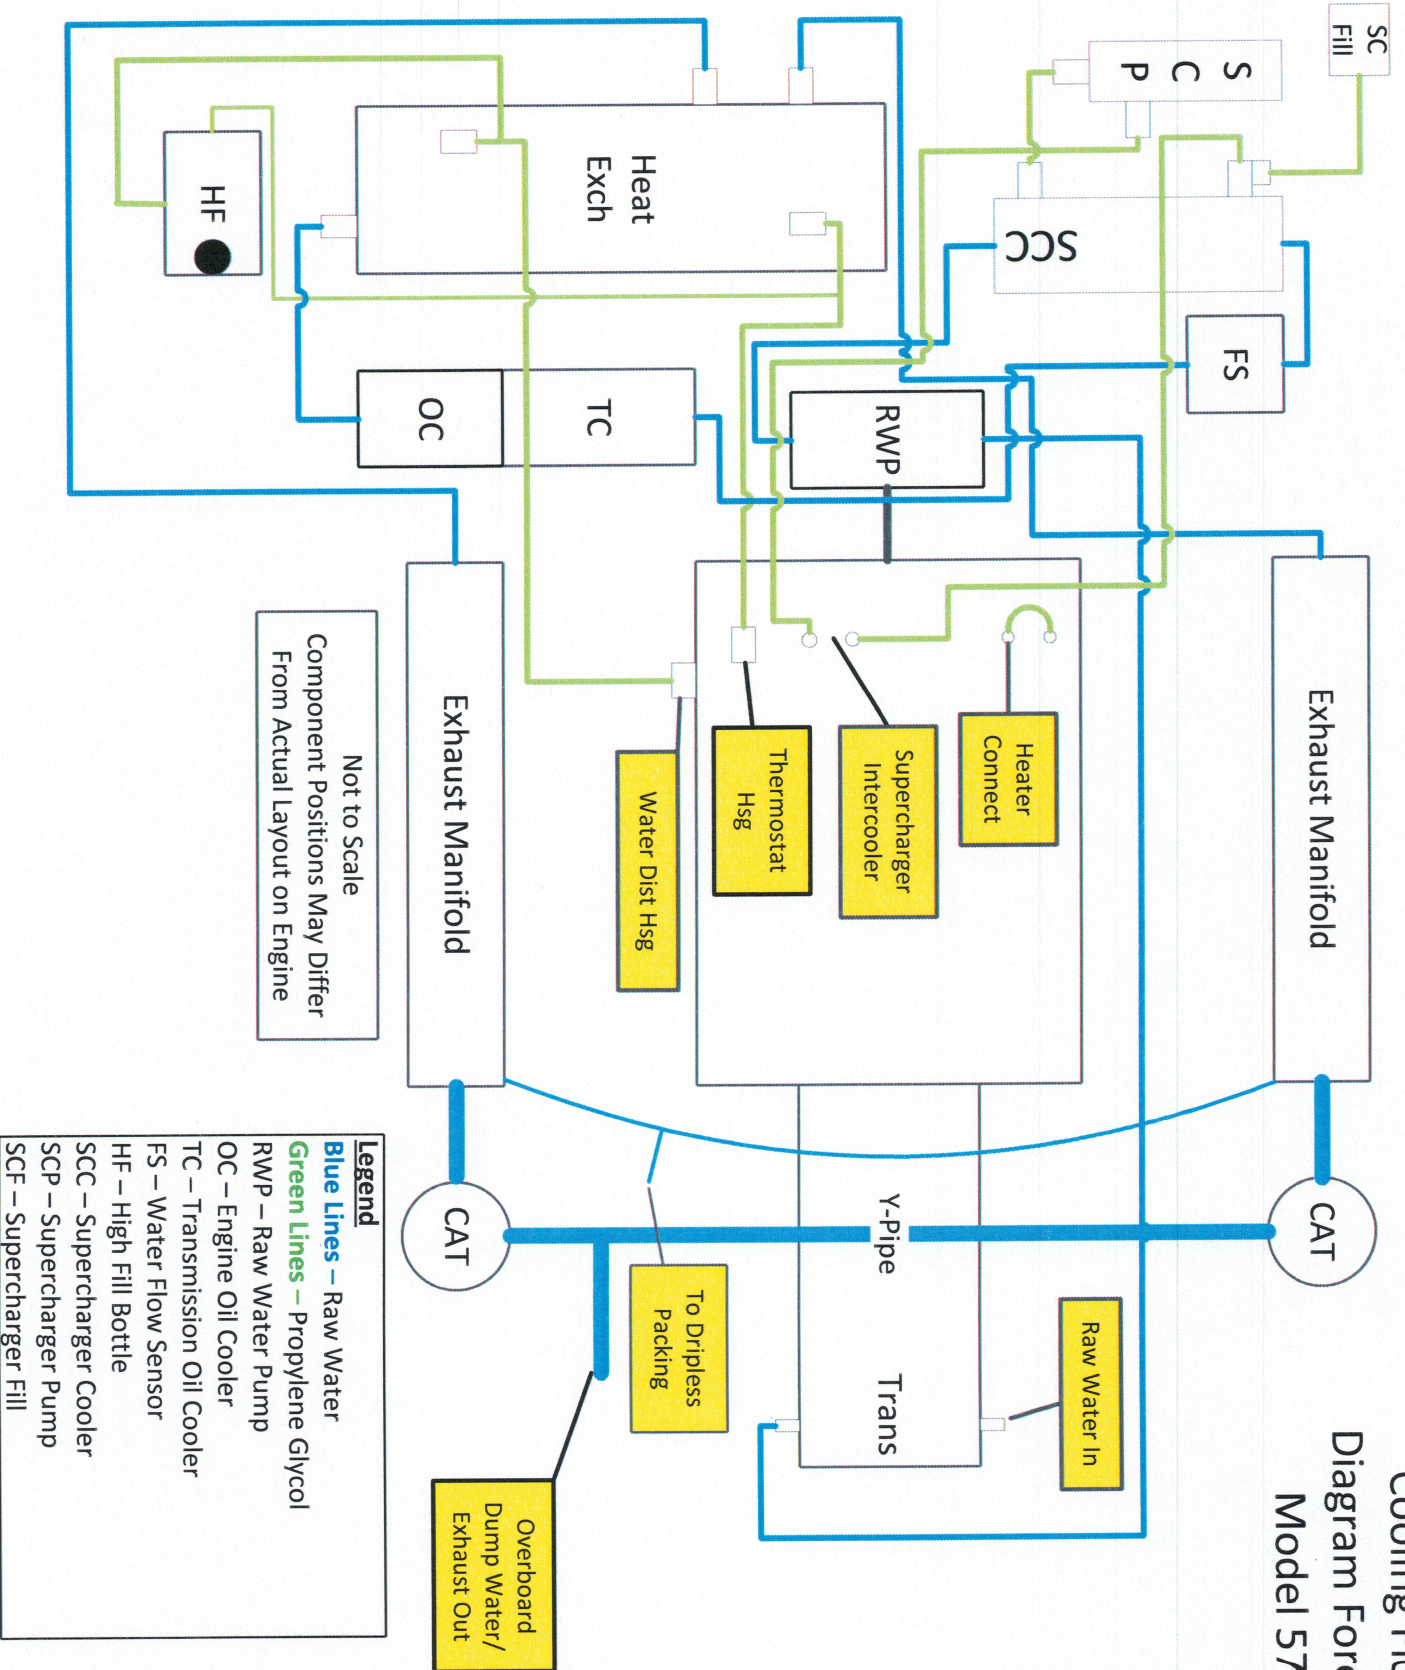 Diagram
Model
SC
Fill
S
C
P
SCC
FS
Heat
Exch
HF
RWP
TC
OC
Exhaust Manifold
Heater
Connect
Supercharger
Intercooler
Thermostat
Hsg
Water Dist Hsg
Exhaust Manifold
Not to Scale
Component Positions May Differ
From Actual Layout on Engine
CAT
Y-Pipe
Trans
Raw Water In
To Dripless
Packing
CAT
Overboard
Dump Water/
Exhaust Out
Legend
Blue Lines – Raw Water
Green Lines – Propylene Glycol
RWP – Raw Water Pump
OC – Engine Oil Cooler
TC – Transmission Oil Cooler
FS – Water Flow Sensor
HF – High Fill Bottle
SCC – Supercharger Cooler
SCP – Supercharger Pump
SCF – Supercharger Fill